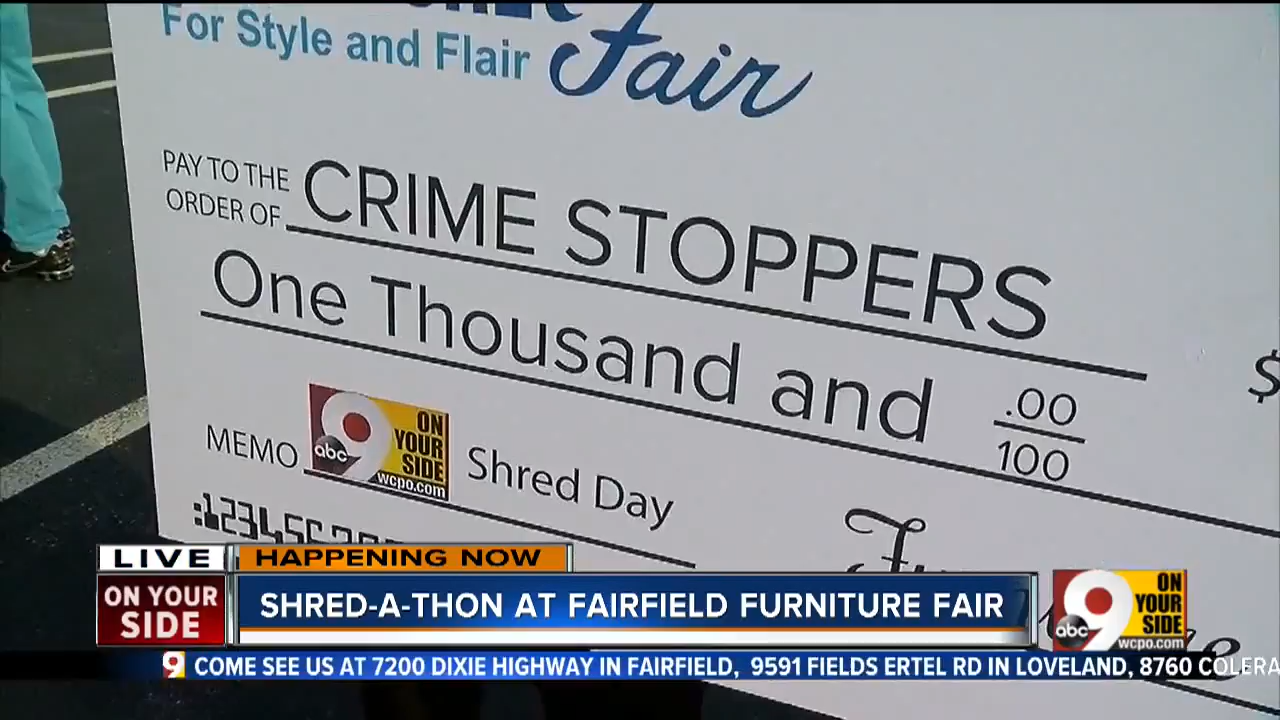 For Style and Flair Fair
PAY TO THE
ORDER OF CRIME STOPPERS
One Thousand and .00
100
$
MEMO abc 9 ON YOUR SIDE wcpo.com Shred Day
LIVE HAPPENING NOW
ON YOUR SIDE
SHRED-A-THON AT FAIRFIELD FURNITURE FAIR
abc 9 ON YOUR SIDE wcpo.com
9 COME SEE US AT 7200 DIXIE HIGHWAY IN FAIRFIELD, 9591 FIELDS ERTEL RD IN LOVELAND, 8760 COLERA